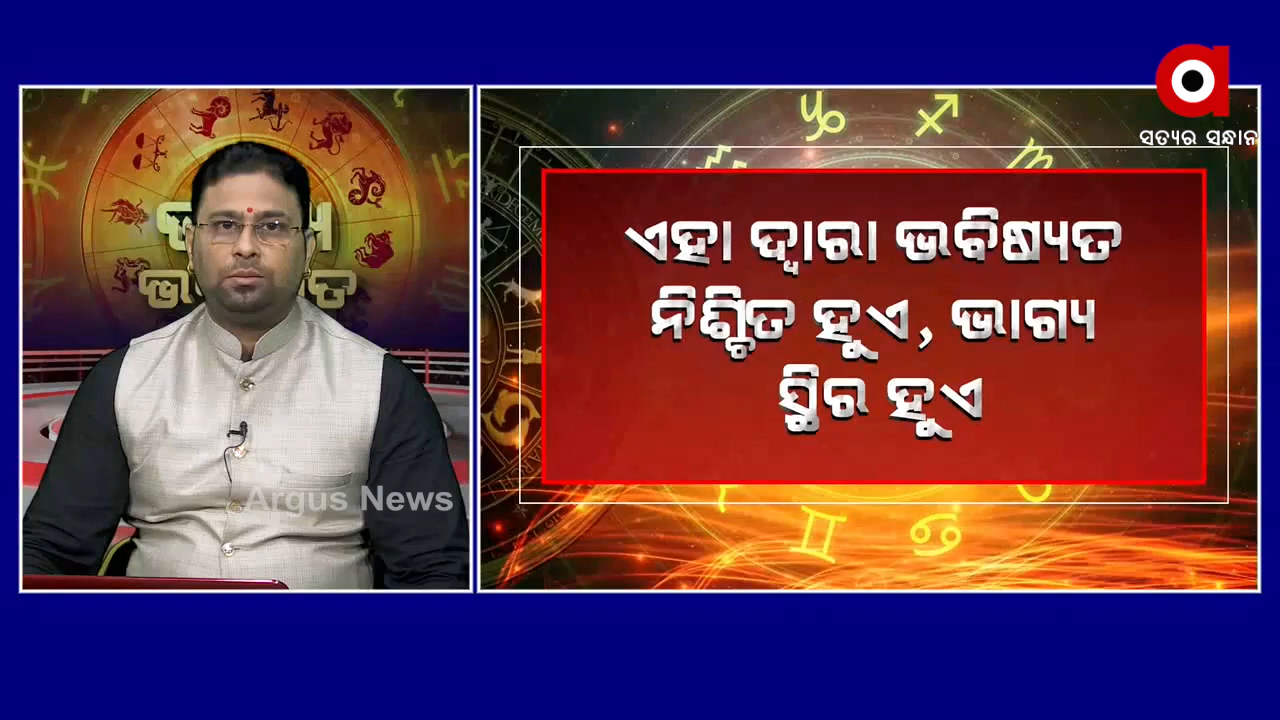 ସତ୍ୟର ସନ୍ଧାନ
ଏହା ଦ୍ୱାରା ଭବିଷ୍ୟତ
ନିଶ୍ଚିତ ହୁଏ, ଭାଗ୍ୟ
ସ୍ଥିର ହୁଏ
Argus News